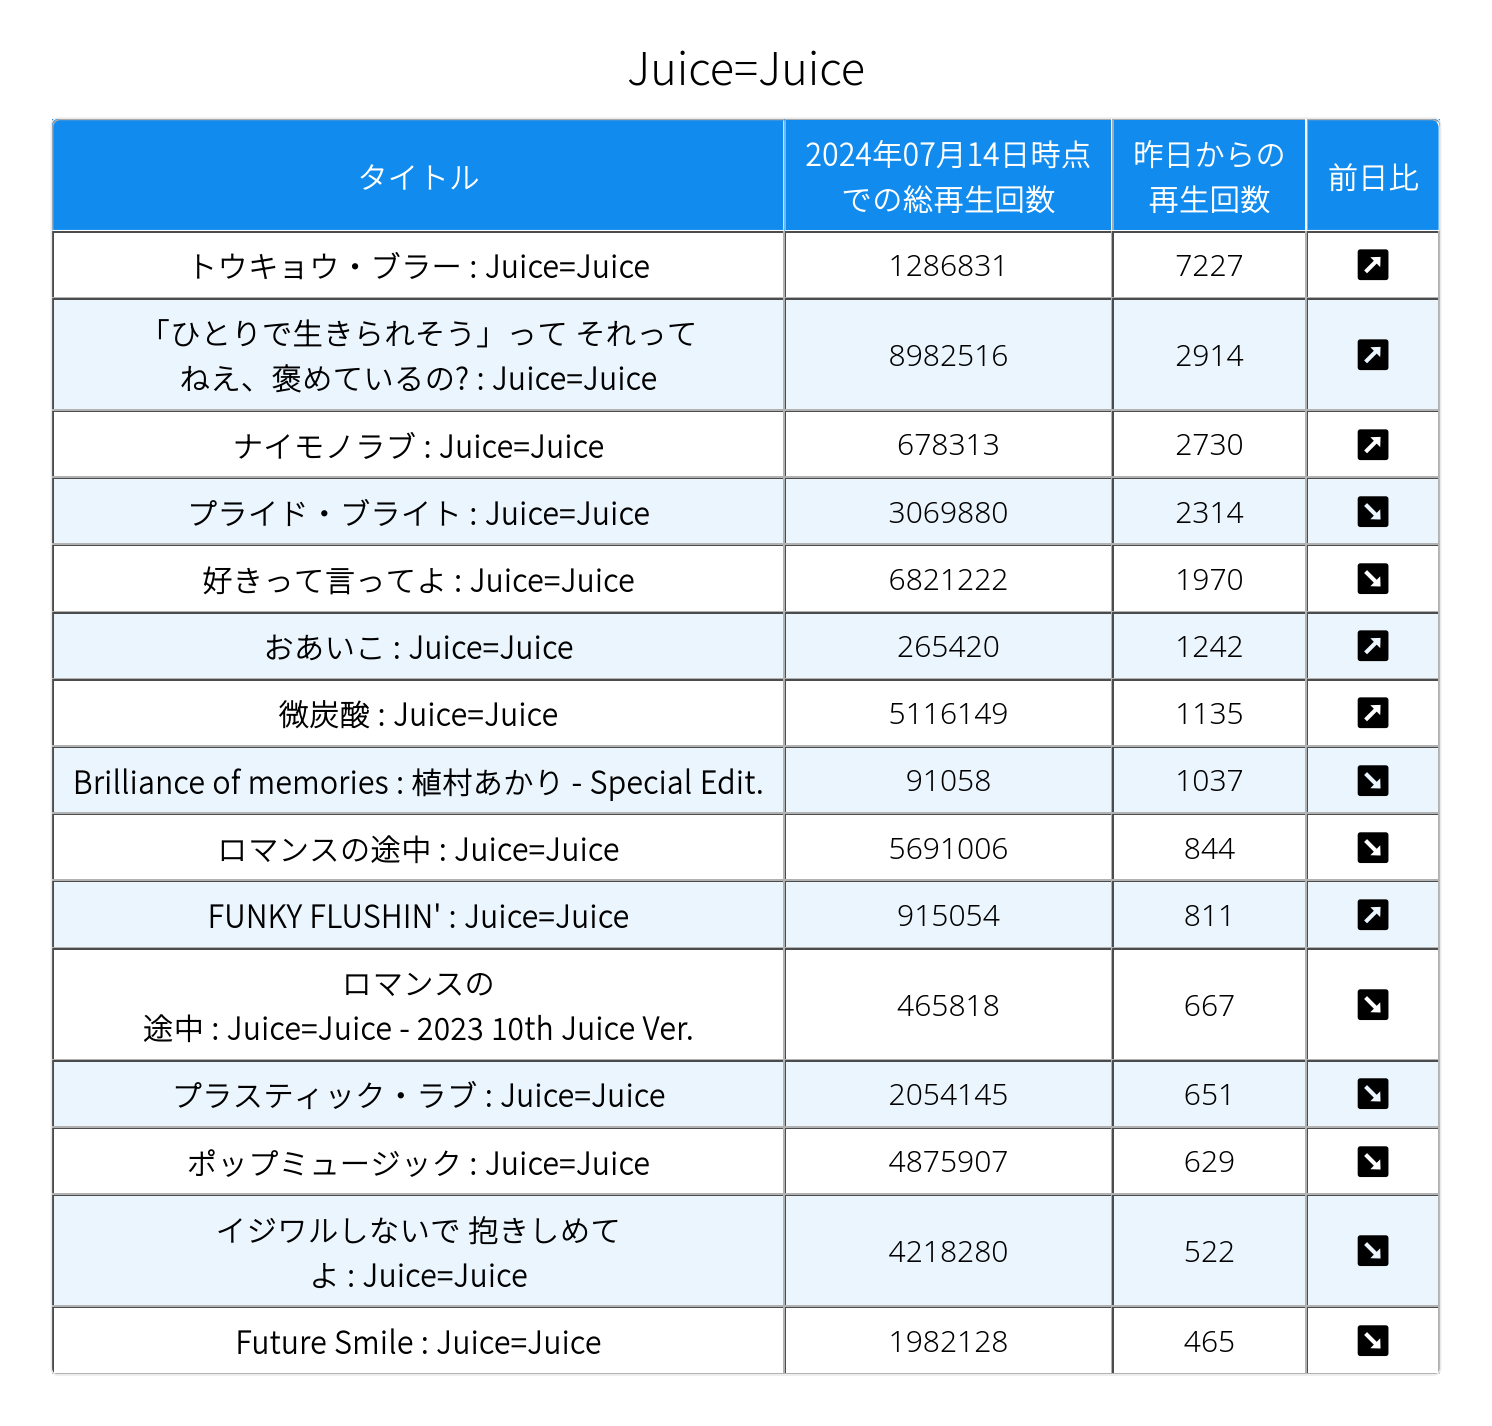 Juice=Juice
タイトル
2024年07月14日時点
での総再生回数
昨日からの
再生回数
前日比
トウキョウ・ブラー : Juice=Juice 1286831 7227
「ひとりで生きられそう」って それって
ねえ、褒めているの? : Juice=Juice 8982516 2914
ナイモノラブ : Juice=Juice 678313 2730
プライド・ブライト : Juice=Juice 3069880 2314
好きって言ってよ : Juice=Juice 6821222 1970
おあいこ : Juice=Juice 265420 1242
微炭酸 : Juice=Juice 5116149 1135
Brilliance of memories : 植村あかり - Special Edit. 91058 1037
ロマンスの途中 : Juice=Juice 5691006 844
FUNKY FLUSHIN' : Juice=Juice 915054 811
ロマンスの
途中 : Juice=Juice - 2023 10th Juice Ver. 465818 667
プラスティック・ラブ : Juice=Juice 2054145 651
ポップミュージック : Juice=Juice 4875907 629
イジワルしないで 抱きしめて
よ : Juice=Juice 4218280 522
Future Smile : Juice=Juice 1982128 465